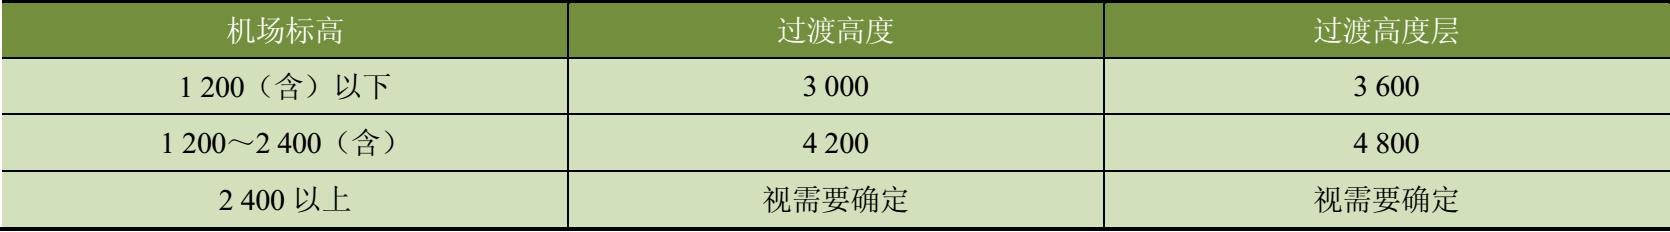 机场标高 过渡高度 过渡高度层
1 200（含）以下 3 000 3 600
1 200～2 400（含） 4 200 4 800
2 400 以上 视需要确定 视需要确定